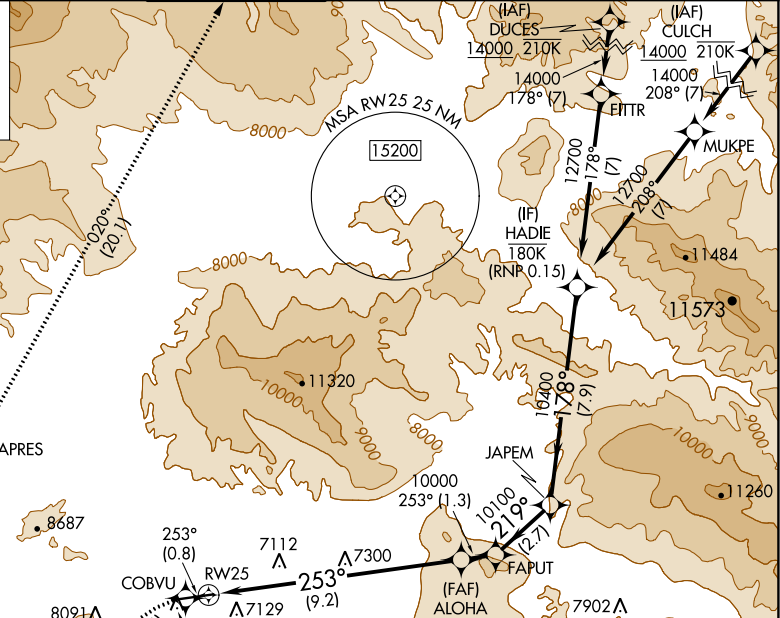 (IAF)
DUCES
14000 210K
(IAF)
CULCH
14000 210K
14000
178° (7)
14000
208° (7)
FITTR
MUKPE
MSA RW25 25 NM
15200
8000
020°
(20.1)
12700
178°
(7)
12700
208°
(7)
8000
(IF)
HADIE
180K
(RNP 0.15)
11484
11573
8000
11320
10000
9000
8000
10400
178°
(7.9)
10000
9000
11260
APRES
JAPEM
10000
253° (1.3)
10100
219°
(2.7)
8687
253°
(0.8)
7112
7300
FAPUT
COBVU
RW25
253°
(9.2)
(FAF)
ALOHA
8091
7129
7902